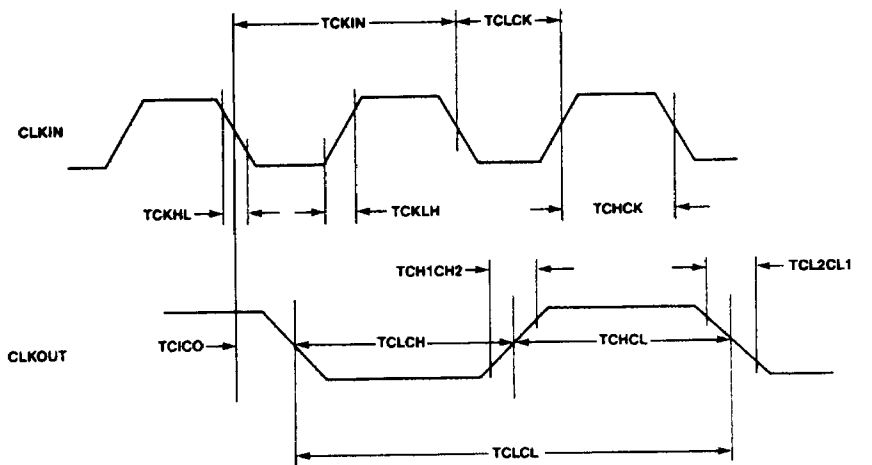 TCKIN
TCLCK
CLKIN
TCKHL
TCKLH
TCHCK
TCH1CH2
TCL2CL1
TCICO
TCLCH
TCHCL
CLKOUT
TCLCL